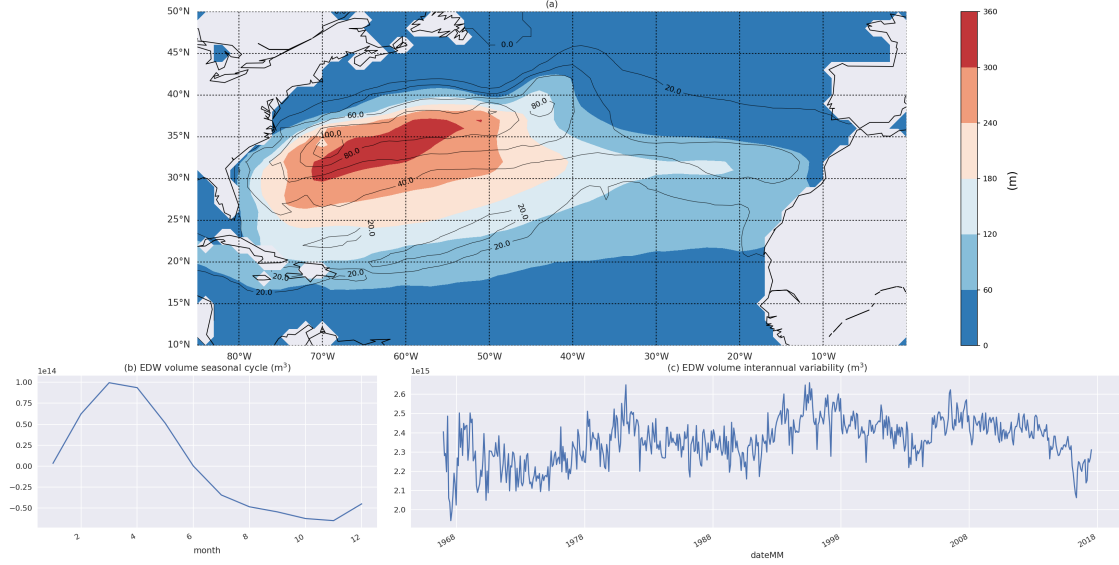 (a)
50°N
45°N
40°N
35°N
30°N
25°N
20°N
15°N
10°N
80°W
70°W
60°W
50°W
40°W
30°W
20°W
10°W
0.0
20.0
80.0
60.0
100.0
80.0
40.0
20.0
20.0
20.0
20.0
20.0
20.0
360
300
240
180
120
60
0
(m)
(b) EDW volume seasonal cycle (m³)
1e14
1.00
0.75
0.50
0.25
0.00
−0.25
−0.50
2
4
6
8
10
12
month
(c) EDW volume interannual variability (m³)
1e15
2.6
2.5
2.4
2.3
2.2
2.1
2.0
1968
1978
1988
1998
2008
2018
dateMM